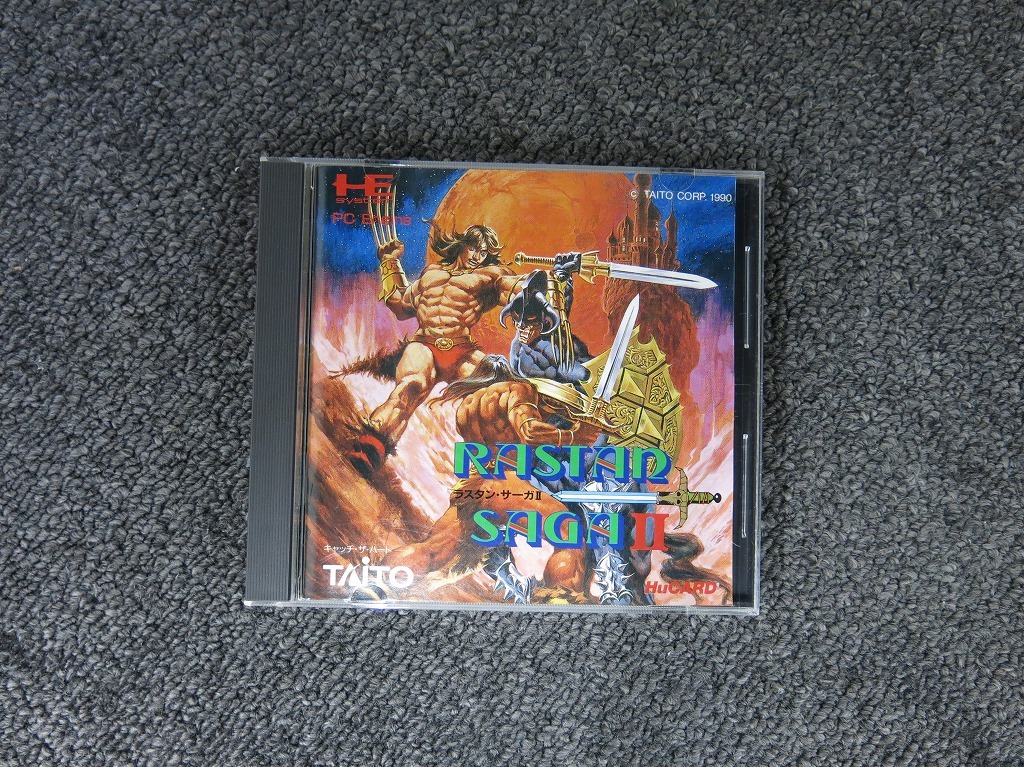 HE
system
PC Engine
© TAITO CORP. 1990
RASTAN
ラスタン・サーガII
SAGA II
キャッチ・ザ・ハート
TAITO
HuCARD